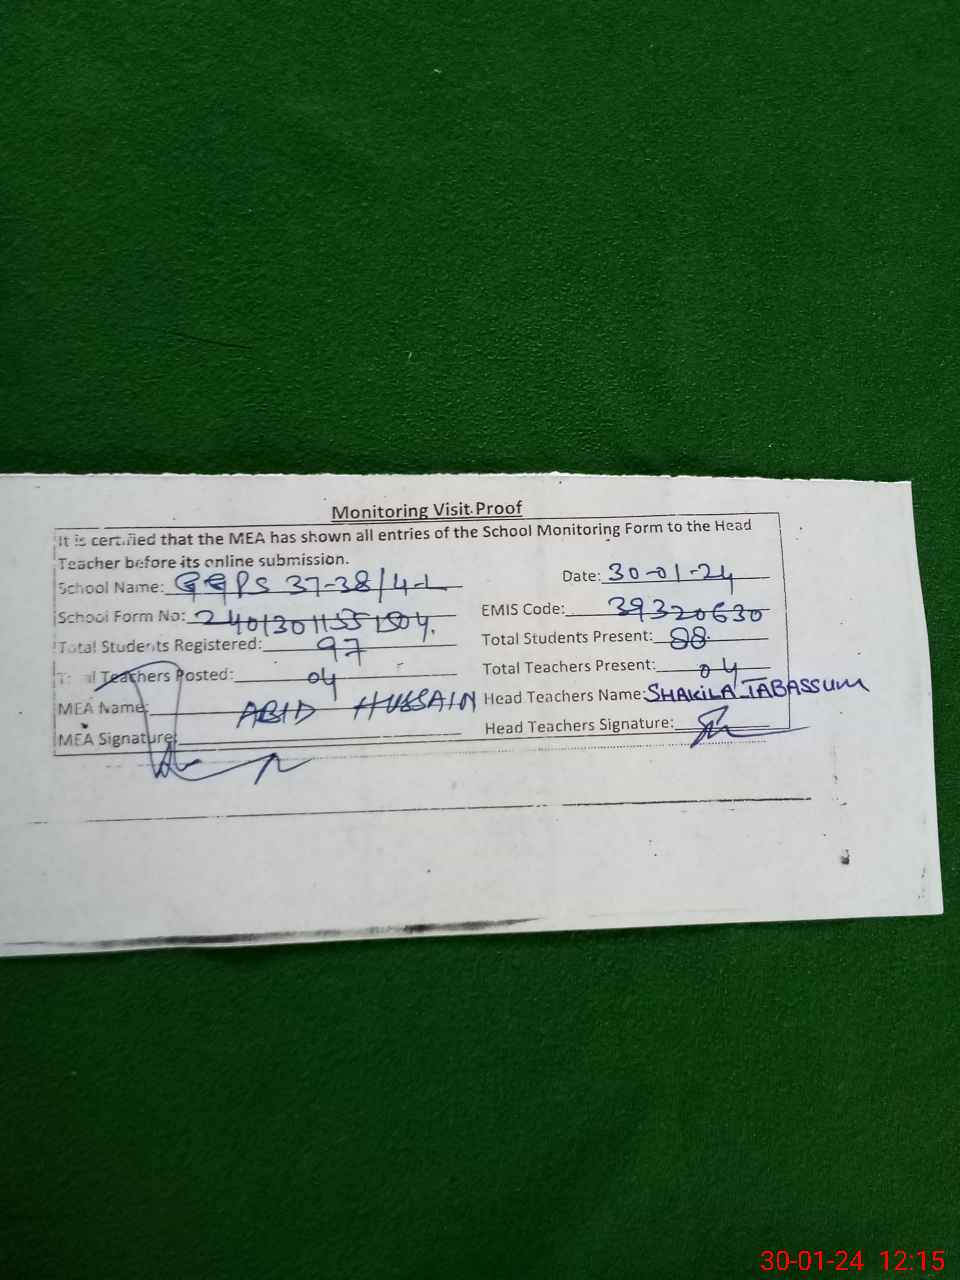 Monitoring Visit Proof
It is certified that the MEA has shown all entries of the School Monitoring Form to the Head
Teacher before its online submission.
School Name: GGPS 37-38/4-L Date: 30-01-24
School Form No: 24013011551504. EMIS Code: 39320630
Total Students Registered: 97 Total Students Present: 88
Total Teachers Posted: 04 Total Teachers Present: 04
MEA Name: ABID HUSSAIN Head Teachers Name: SHAKILA TABASSUM
MEA Signature: Head Teachers Signature:
30-01-24 12:15